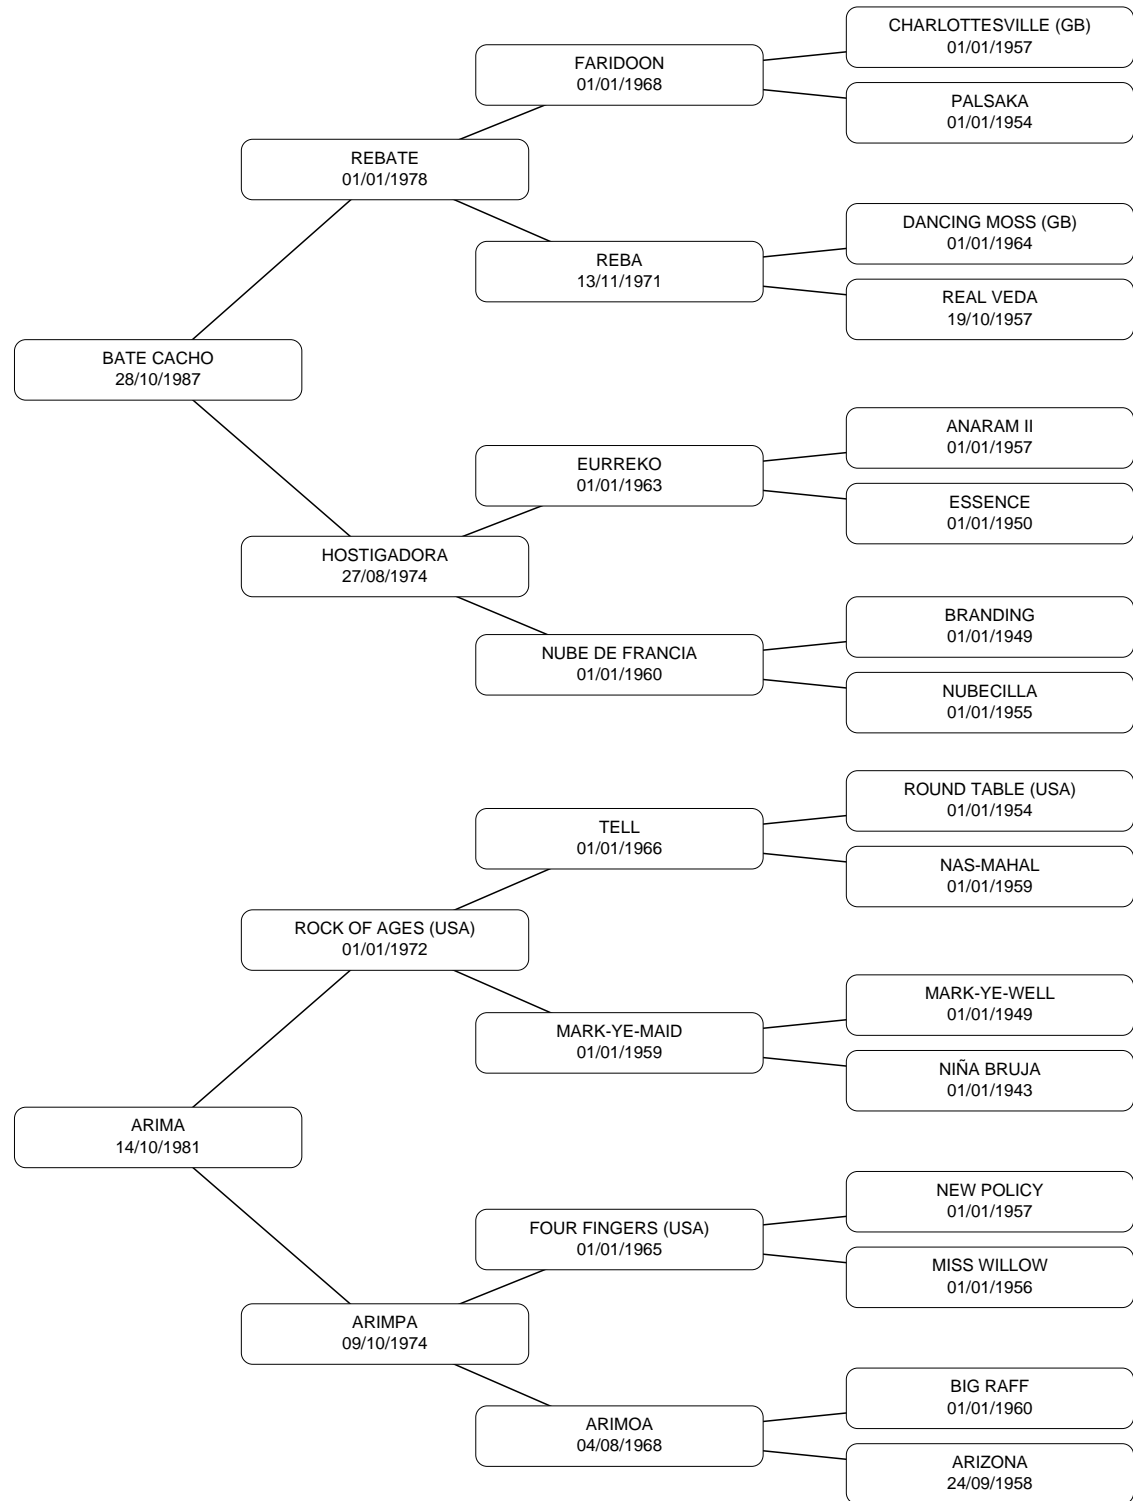 CHARLOTTESVILLE (GB)
01/01/1957
FARIDOON
01/01/1968
PALSAKA
01/01/1954
REBATE
01/01/1978
DANCING MOSS (GB)
01/01/1964
REBA
13/11/1971
REAL VEDA
19/10/1957
BATE CACHO
28/10/1987
ANARAM II
01/01/1957
EURREKO
01/01/1963
ESSENCE
01/01/1950
HOSTIGADORA
27/08/1974
BRANDING
01/01/1949
NUBE DE FRANCIA
01/01/1960
NUBECILLA
01/01/1955
ROUND TABLE (USA)
01/01/1954
TELL
01/01/1966
NAS-MAHAL
01/01/1959
ROCK OF AGES (USA)
01/01/1972
MARK-YE-WELL
01/01/1949
MARK-YE-MAID
01/01/1959
NIÑA BRUJA
01/01/1943
ARIMA
14/10/1981
NEW POLICY
01/01/1957
FOUR FINGERS (USA)
01/01/1965
MISS WILLOW
01/01/1956
ARIMPA
09/10/1974
BIG RAFF
01/01/1960
ARIMOA
04/08/1968
ARIZONA
24/09/1958